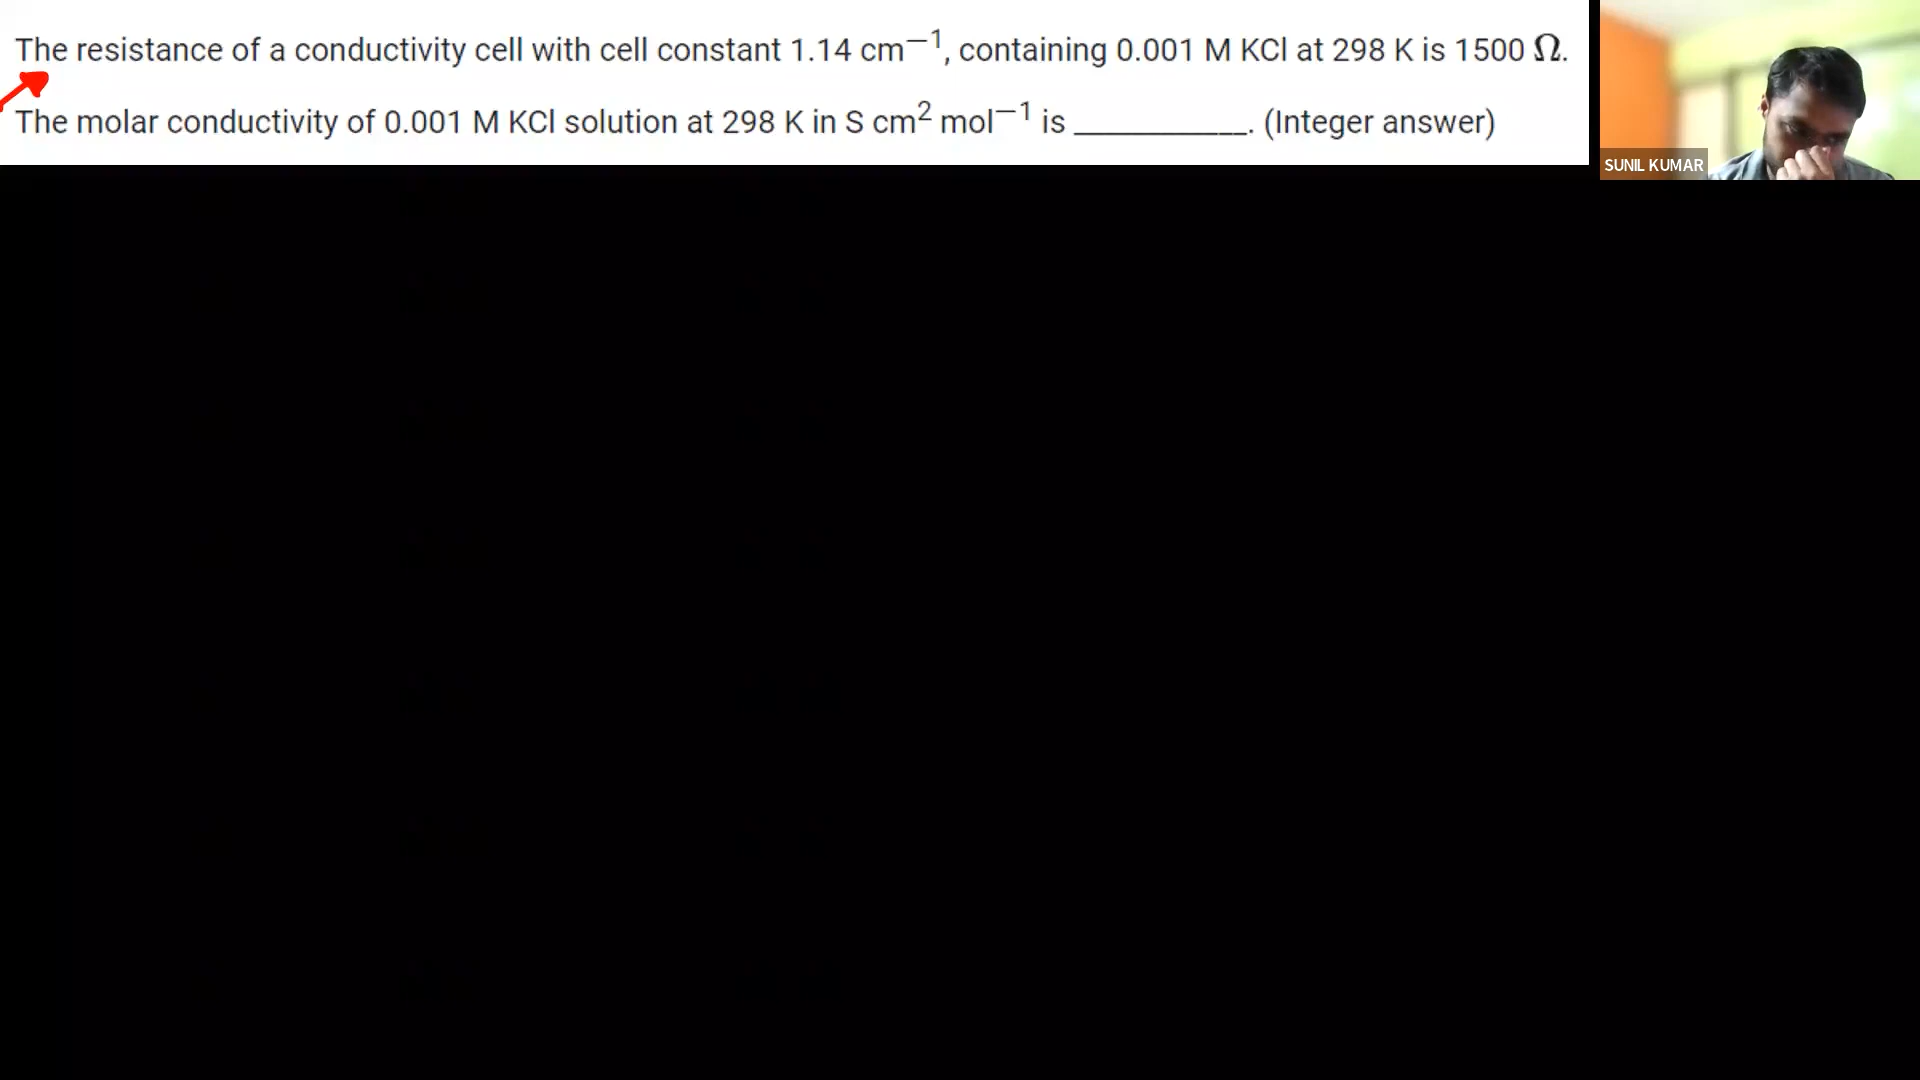 The resistance of a conductivity cell with cell constant 1.14 cm⁻¹, containing 0.001 M KCl at 298 K is 1500 Ω.
The molar conductivity of 0.001 M KCl solution at 298 K in S cm² mol⁻¹ is ___________. (Integer answer)
SUNIL KUMAR